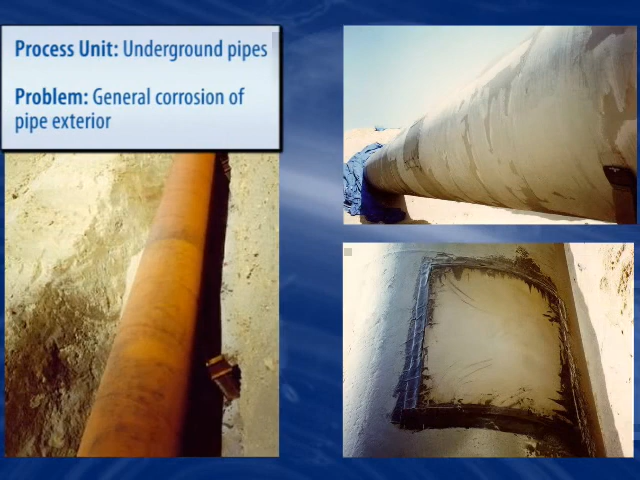 Process Unit: Underground pipes
Problem: General corrosion of
pipe exterior